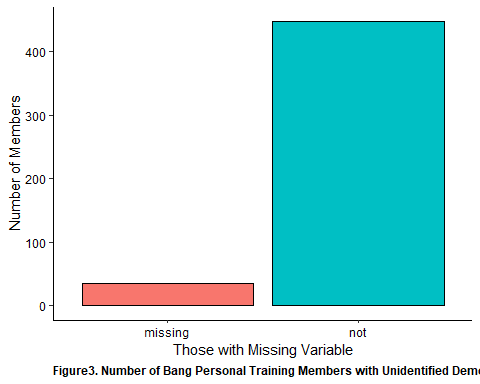 Number of Members
400
300
200
100
0
missing not
Those with Missing Variable
Figure3. Number of Bang Personal Training Members with Unidentified